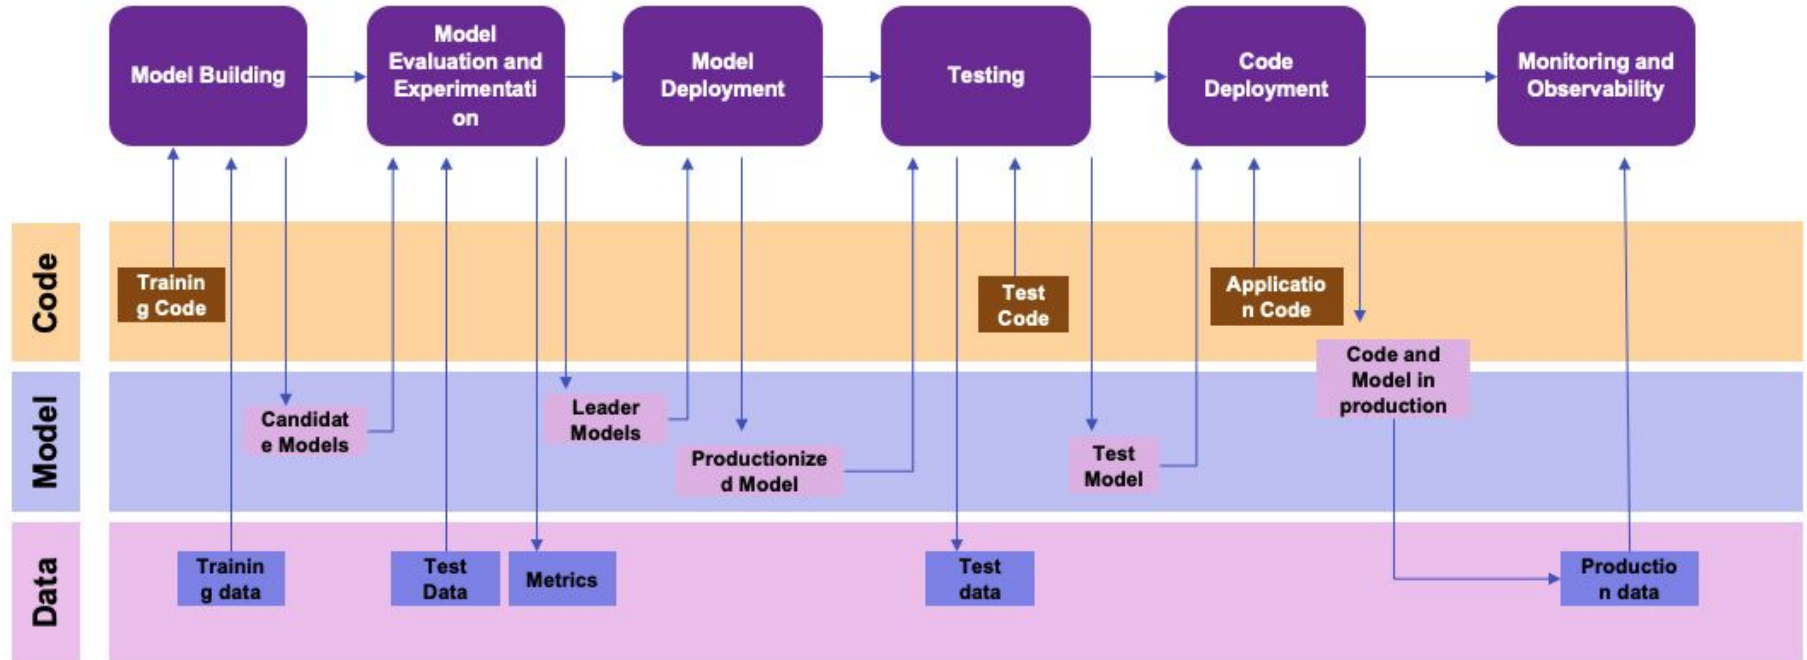 Model Building
Model
Evaluation and
Experimentati
on
Model
Deployment
Testing
Code
Deployment
Monitoring and
Observability
Code
Trainin
g Code
Test
Code
Applicatio
n Code
Code and
Model in
production
Model
Candidat
e Models
Leader
Models
Productionize
d Model
Test
Model
Data
Trainin
g data
Test
Data
Metrics
Test
data
Productio
n data